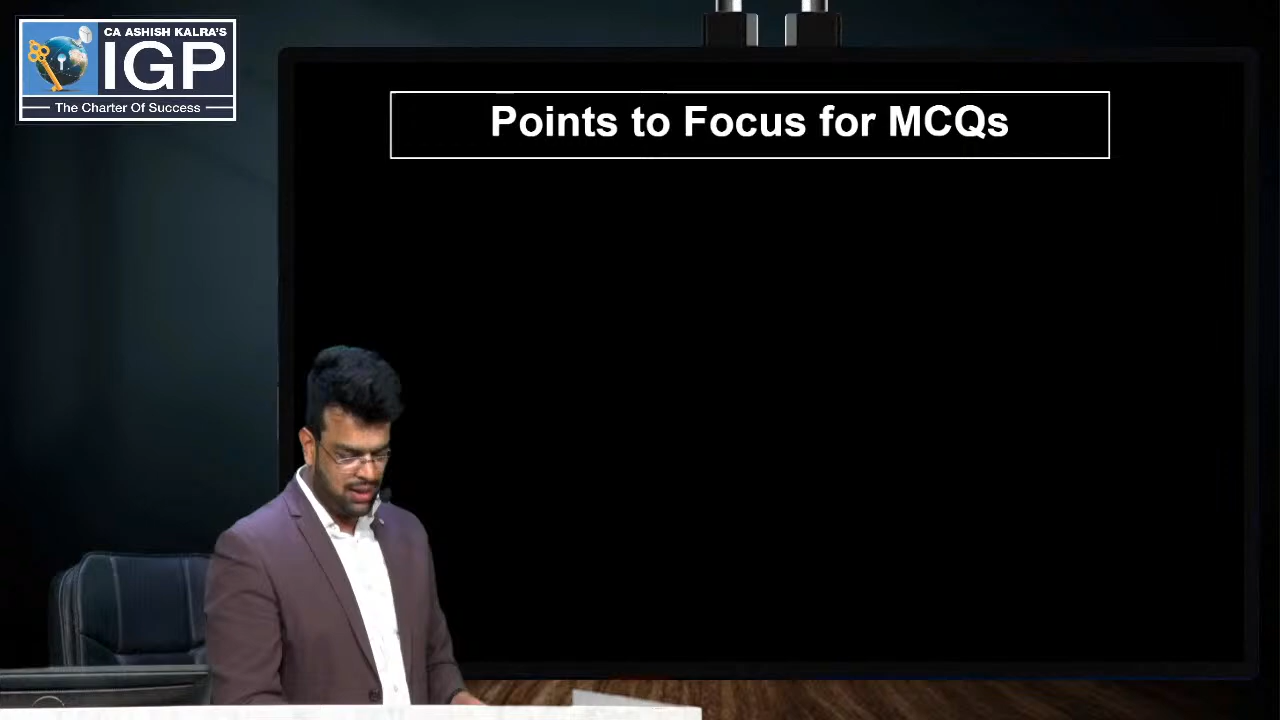 CA ASHISH KALRA'S
IGP
The Charter Of Success
Points to Focus for MCQs